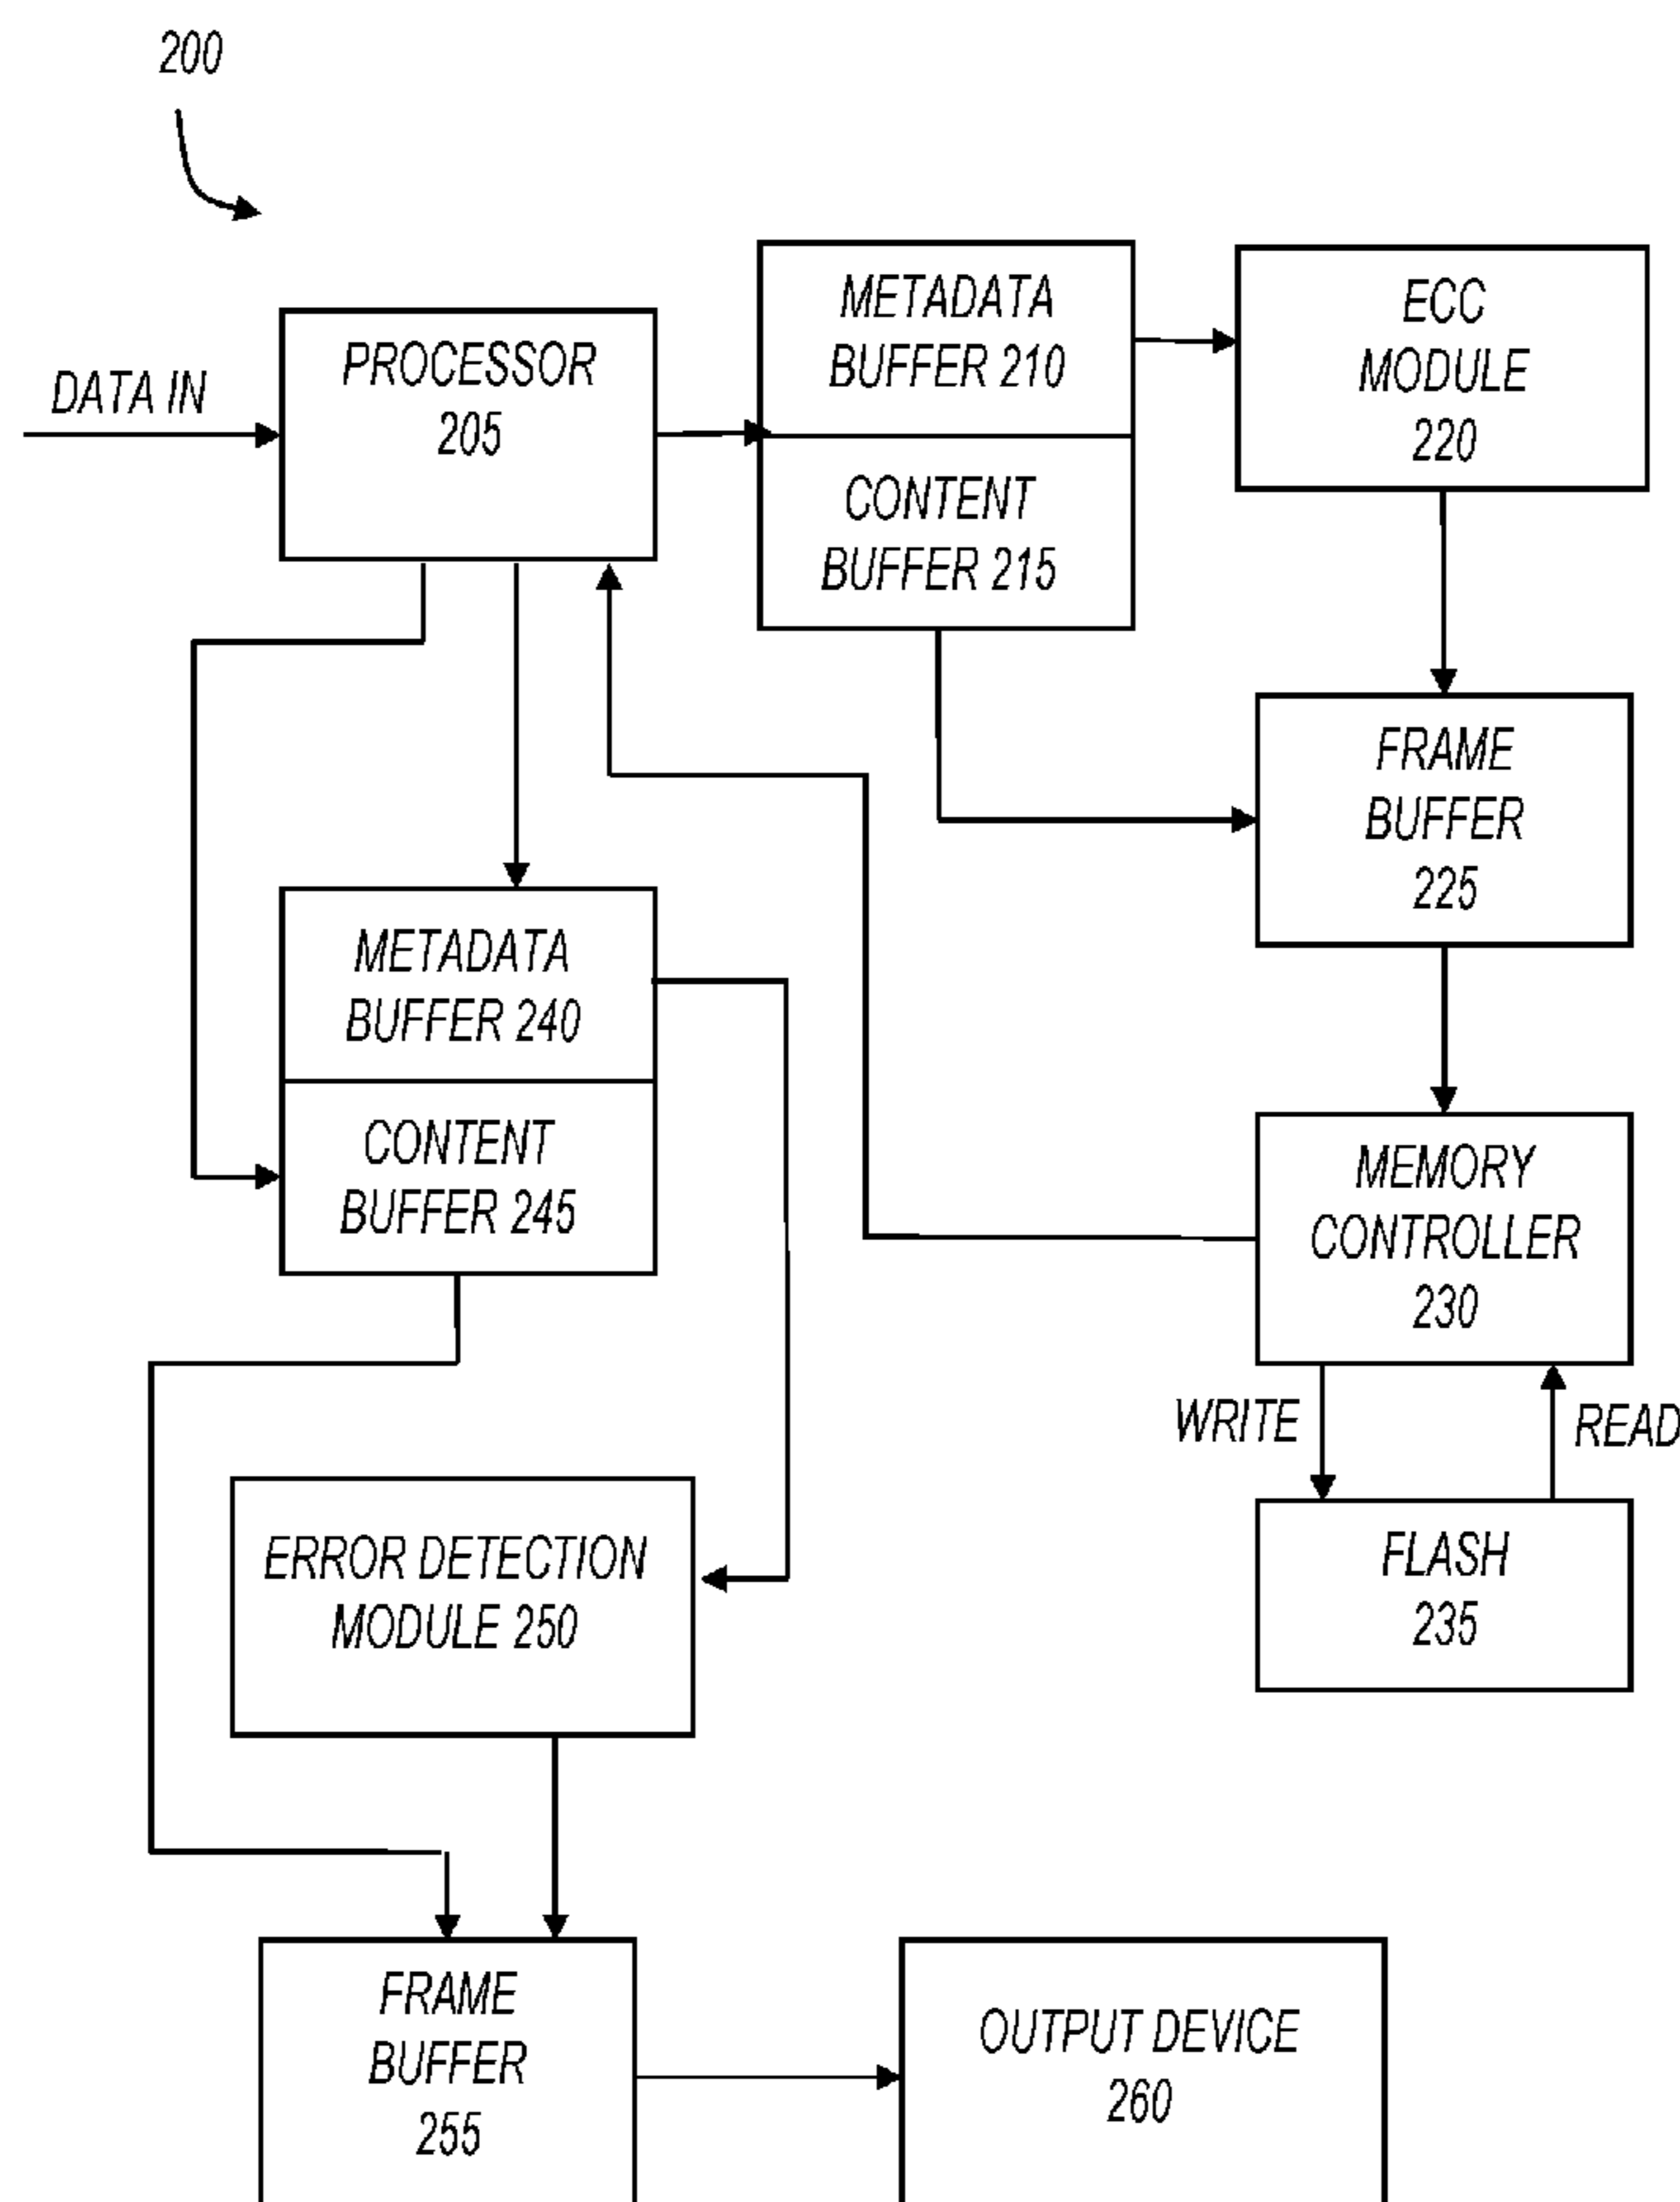 200
DATA IN
PROCESSOR
205
METADATA
BUFFER 210
CONTENT
BUFFER 215
ECC
MODULE
220
FRAME
BUFFER
225
METADATA
BUFFER 240
CONTENT
BUFFER 245
MEMORY
CONTROLLER
230
WRITE
READ
FLASH
235
ERROR DETECTION
MODULE 250
FRAME
BUFFER
255
OUTPUT DEVICE
260